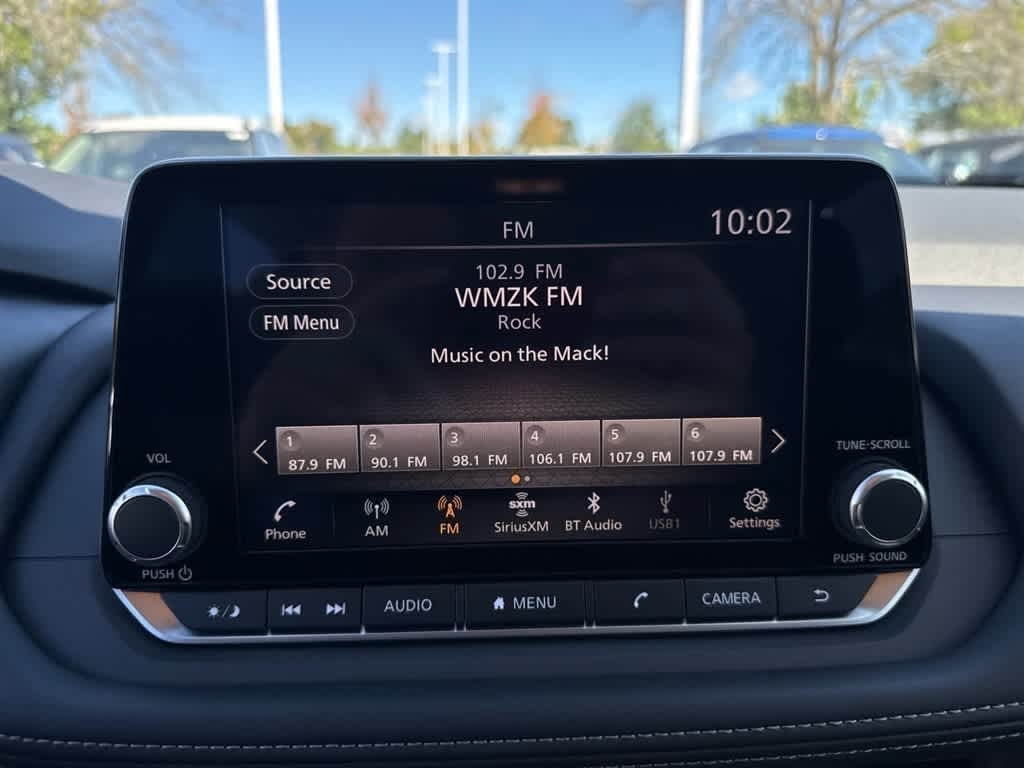 FM
10:02
Source
FM Menu
102.9 FM
WMZK FM
Rock
Music on the Mack!
1
87.9 FM
2
90.1 FM
3
98.1 FM
4
106.1 FM
5
107.9 FM
6
107.9 FM
Phone
AM
FM
sxm
SiriusXM
BT Audio
USB1
Settings
VOL
PUSH
TUNE·SCROLL
PUSH: SOUND
AUDIO
MENU
CAMERA